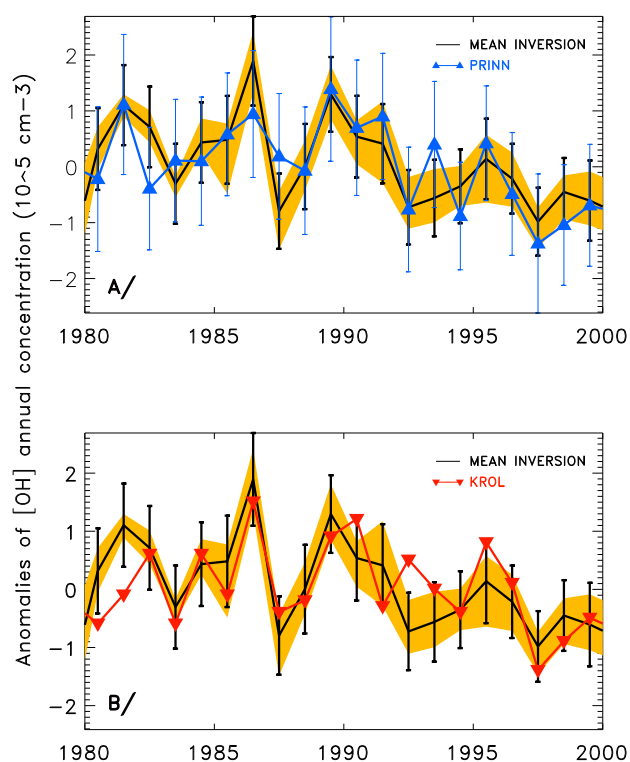 Anomalies of [OH] annual concentration (10^5 cm-3)
2
1
0
−1
−2
MEAN INVERSION
PRINN
A/
1980 1985 1990 1995 2000
2
1
0
−1
−2
MEAN INVERSION
KROL
B/
1980 1985 1990 1995 2000